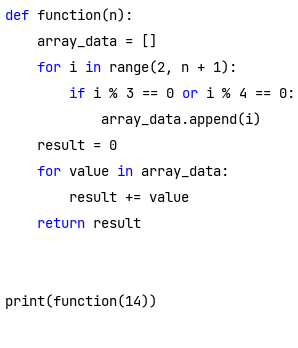 def function(n):
    array_data = []
    for i in range(2, n + 1):
        if i % 3 == 0 or i % 4 == 0:
            array_data.append(i)
    result = 0
    for value in array_data:
        result += value
    return result
print(function(14))